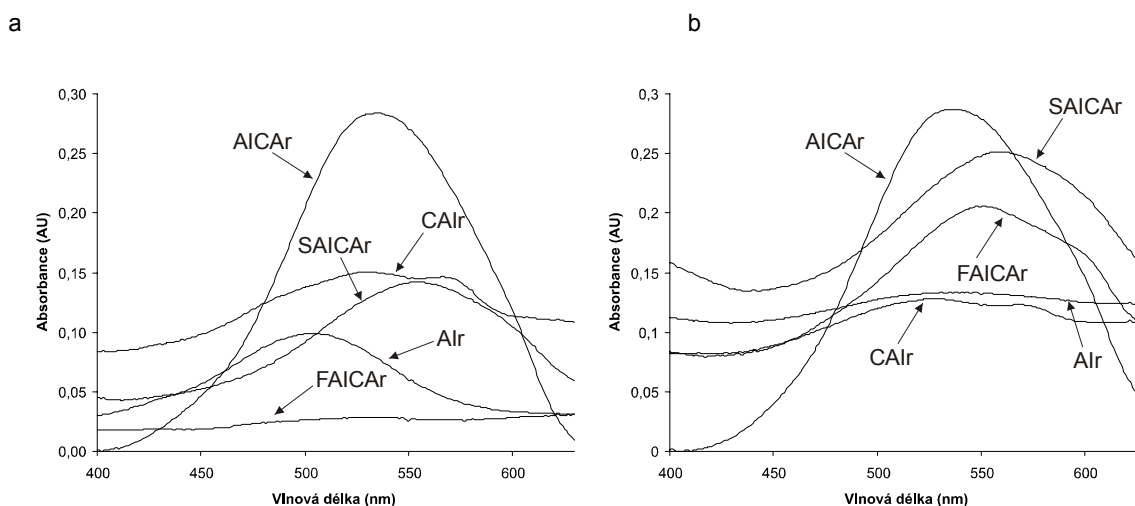 a
0,30
0,25
0,20
0,15
0,10
0,05
0,00
400
450
500
550
600
Absorbance (AU)
Vlnová délka (nm)
AICAr
CAIr
SAICAr
AIr
FAICAr
b
0,3
0,25
0,2
0,15
0,1
0,05
0
400
450
500
550
600
Absorbance (AU)
Vlnová délka (nm)
AICAr
SAICAr
FAICAr
CAIr
AIr